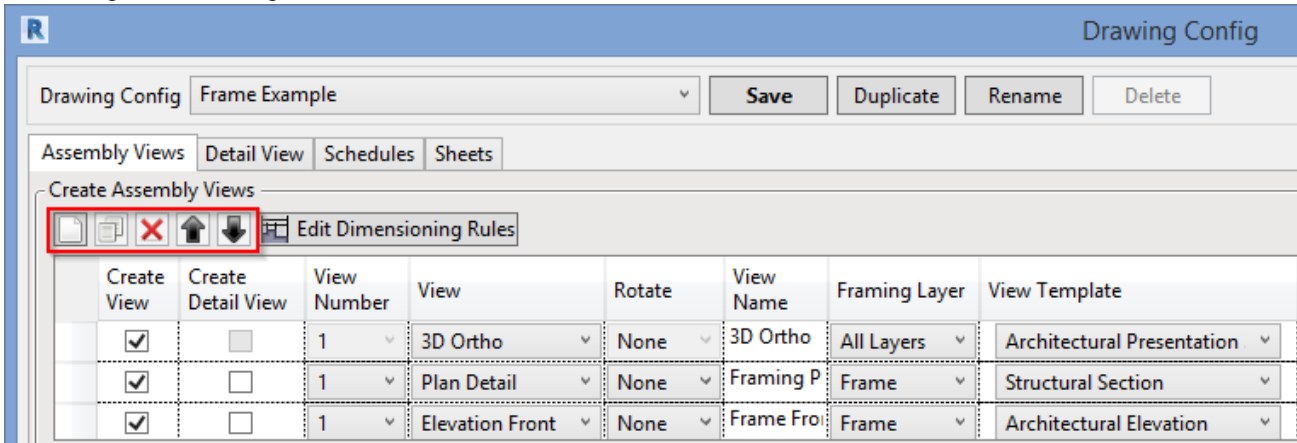 Drawing Config
Drawing Config Frame Example Save Duplicate Rename Delete
Assembly Views Detail View Schedules Sheets
Create Assembly Views
Edit Dimensioning Rules
Create View Create Detail View View Number View Rotate View Name Framing Layer View Template
1 3D Ortho None 3D Ortho All Layers Architectural Presentation
1 Plan Detail None Framing P Frame Structural Section
1 Elevation Front None Frame Fro Frame Architectural Elevation